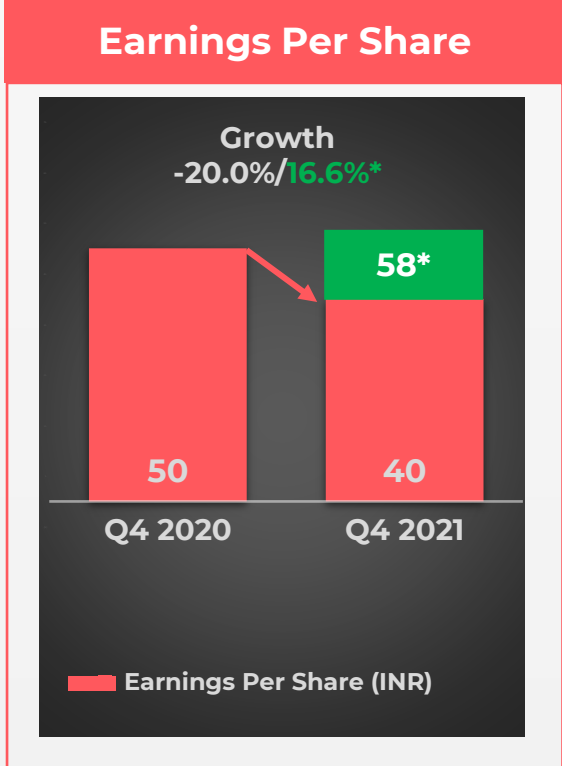 Earnings Per Share
Growth
-20.0%/16.6%*
58*
50
40
Q4 2020
Q4 2021
Earnings Per Share (INR)